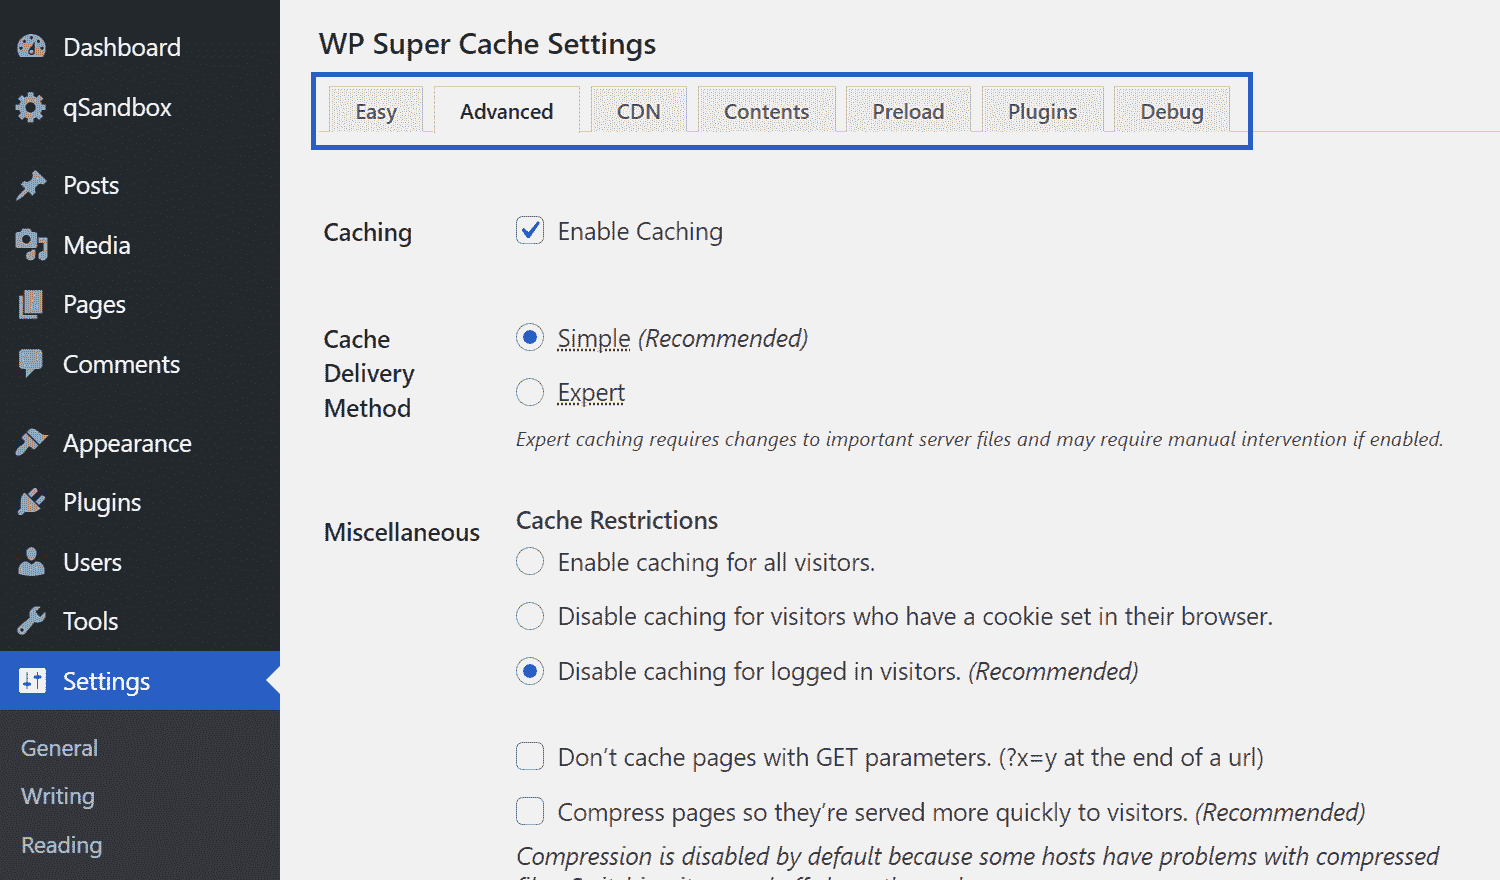 Dashboard
qSandbox
Posts
Media
Pages
Comments
Appearance
Plugins
Users
Tools
Settings
General
Writing
Reading
WP Super Cache Settings
Easy Advanced CDN Contents Preload Plugins Debug
Caching
Enable Caching
Cache
Delivery
Method
Simple (Recommended)
Expert
Expert caching requires changes to important server files and may require manual intervention if enabled.
Miscellaneous
Cache Restrictions
Enable caching for all visitors.
Disable caching for visitors who have a cookie set in their browser.
Disable caching for logged in visitors. (Recommended)
Don’t cache pages with GET parameters. (?x=y at the end of a url)
Compress pages so they’re served more quickly to visitors. (Recommended)
Compression is disabled by default because some hosts have problems with compressed